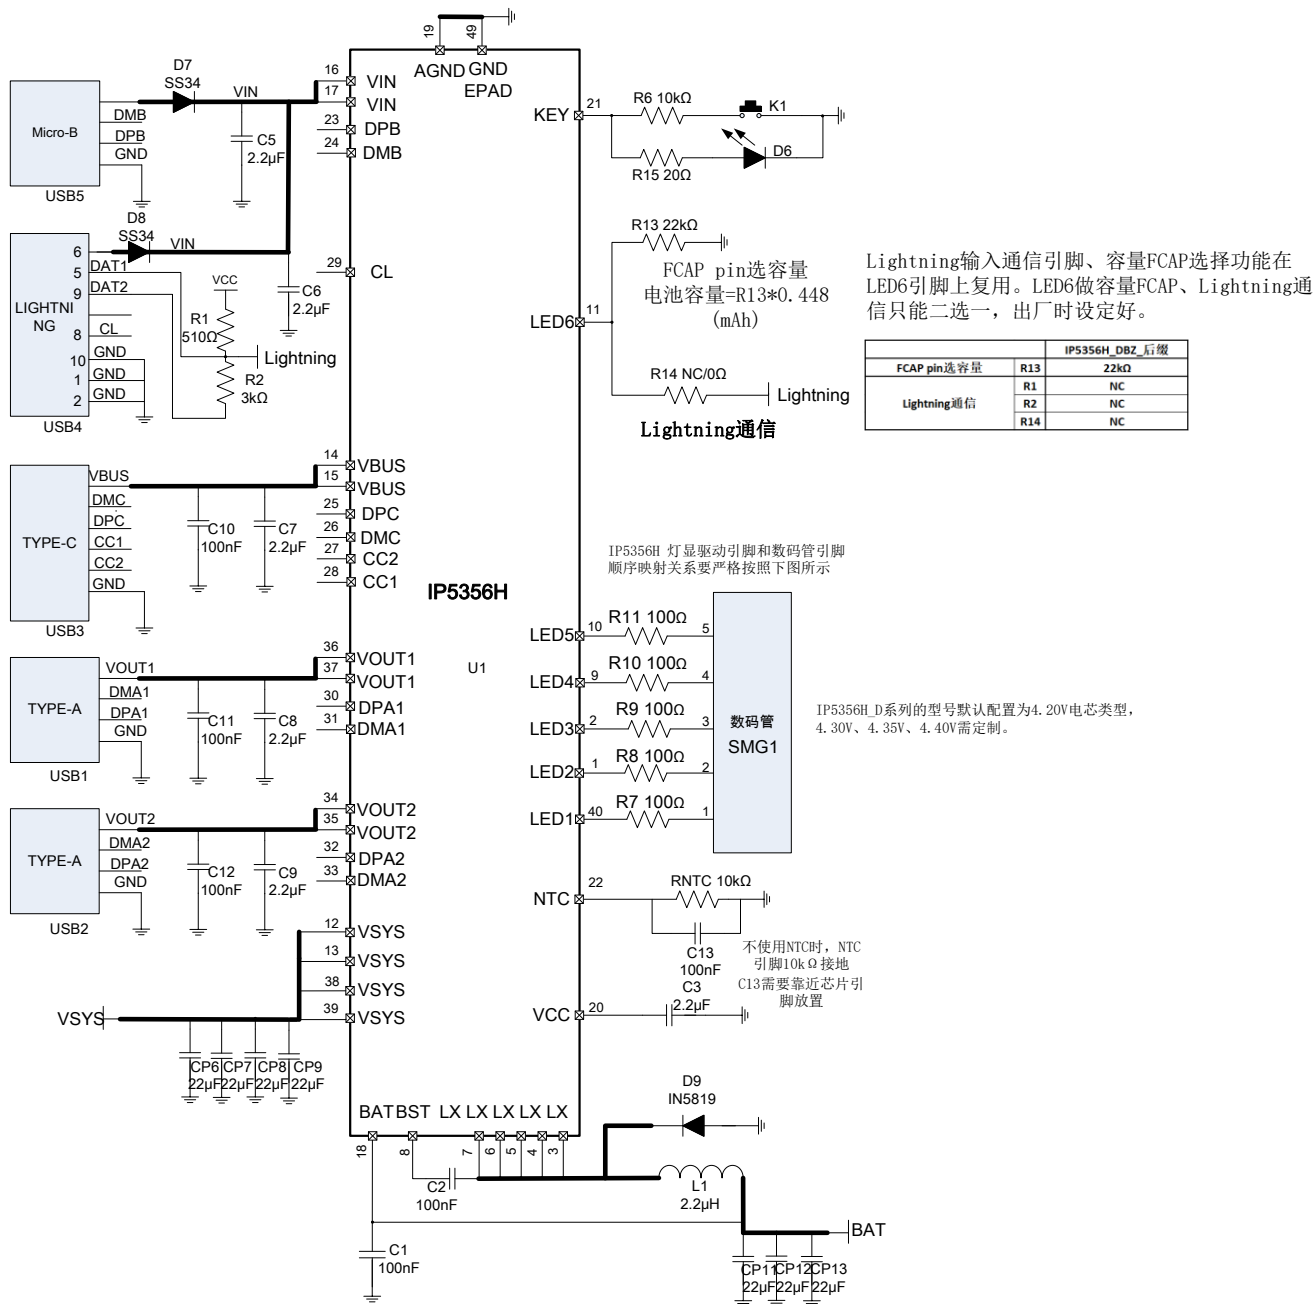 19
49
AGND GND
EPAD
D7
SS34
VIN
Micro-B
DMB
DPB
GND
USB5
C5
2.2μF
16
VIN
17
VIN
23
DPB
24
DMB
D8
SS34
VIN
LIGHTNI
NG
6
5
DAT1
9
DAT2
8
CL
10
GND
1
GND
2
GND
USB4
VCC
R1
510Ω
R2
3kΩ
Lightning
C6
2.2μF
29
CL
TYPE-C
VBUS
DMC
DPC
CC1
CC2
GND
USB3
C10
100nF
C7
2.2μF
14
VBUS
15
VBUS
25
DPC
26
DMC
27
CC2
28
CC1
TYPE-A
VOUT1
DMA1
DPA1
GND
USB1
C11
100nF
C8
2.2μF
36
VOUT1
37
VOUT1
30
DPA1
31
DMA1
TYPE-A
VOUT2
DMA2
DPA2
GND
USB2
C12
100nF
C9
2.2μF
34
VOUT2
35
VOUT2
32
DPA2
33
DMA2
12
VSYS
13
VSYS
38
VSYS
39
VSYS
VSYS
CP6
22μF
CP7
22μF
CP8
22μF
CP9
22μF
IP5356H
U1
KEY
21
R6 10kΩ
K1
R15 20Ω
D6
R13 22kΩ
FCAP pin选容量
电池容量=R13*0.448
(mAh)
11
LED6
R14 NC/0Ω
Lightning
Lightning通信
Lightning输入通信引脚、容量FCAP选择功能在
LED6引脚上复用。LED6做容量FCAP、Lightning通
信只能二选一，出厂时设定好。
IP5356H_DBZ_后缀
FCAP pin选容量 R13 22kΩ
Lightning通信
R1 NC
R2 NC
R14 NC
IP5356H 灯显驱动引脚和数码管引脚
顺序映射关系要严格按照下图所示
LED5 10 R11 100Ω 5
LED4 9 R10 100Ω 4
LED3 2 R9 100Ω 3
LED2 1 R8 100Ω 2
LED1 40 R7 100Ω 1
数码管
SMG1
IP5356H_D系列的型号默认配置为4.20V电芯类型，
4.30V、4.35V、4.40V需定制。
NTC
22
RNTC 10kΩ
C13
100nF
不使用NTC时，NTC
引脚10kΩ接地
C13需要靠近芯片引
脚放置
C3
2.2μF
VCC
20
BAT BST LX LX LX LX LX
18
8
7
6
5
4
3
C2
100nF
D9
IN5819
L1
2.2μH
BAT
C1
100nF
CP11
22μF
CP12
22μF
CP13
22μF